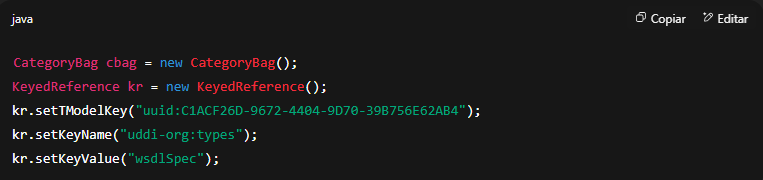 java
Copiar
Editar
CategoryBag cbag = new CategoryBag();
KeyedReference kr = new KeyedReference();
kr.setTModelKey("uuid:C1ACF26D-9672-4404-9D70-39B756E62AB4");
kr.setKeyName("uddi-org:types");
kr.setKeyValue("wsdlSpec");